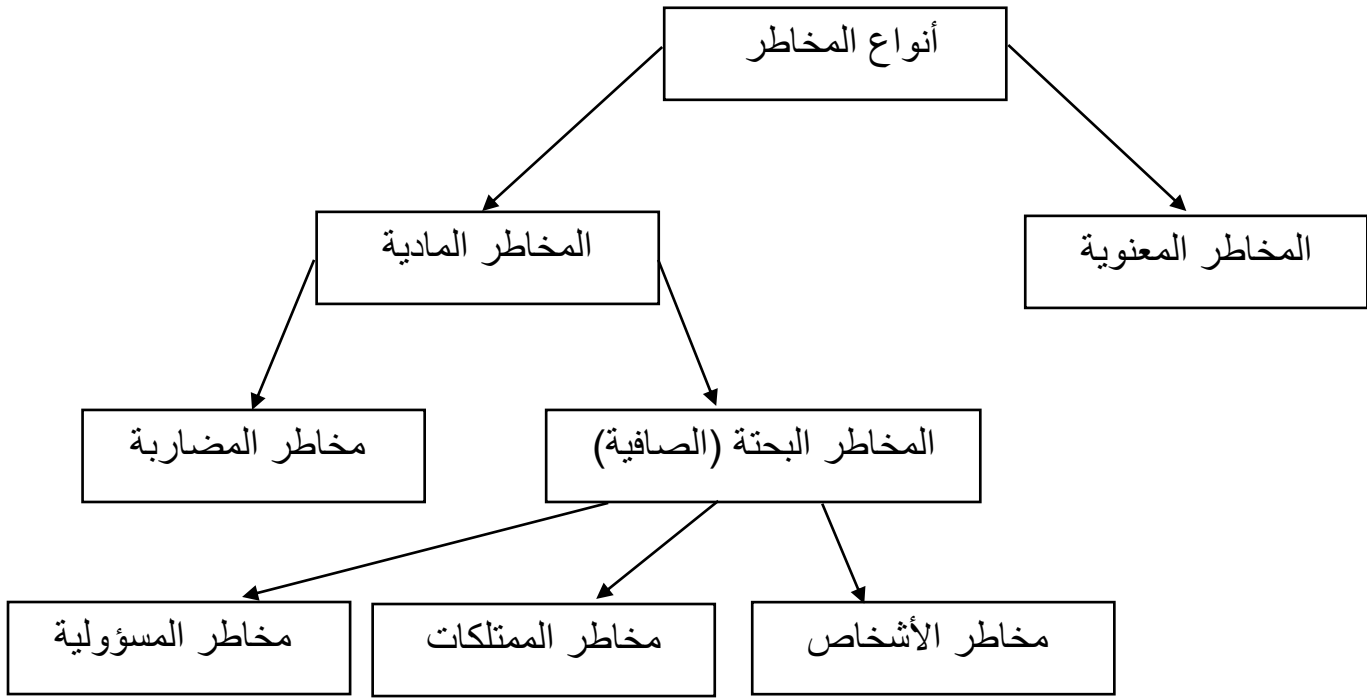 أنواع المخاطر
المخاطر المعنوية
المخاطر المادية
المخاطر البحتة (الصافية)
مخاطر المضاربة
مخاطر الأشخاص
مخاطر الممتلكات
مخاطر المسؤولية